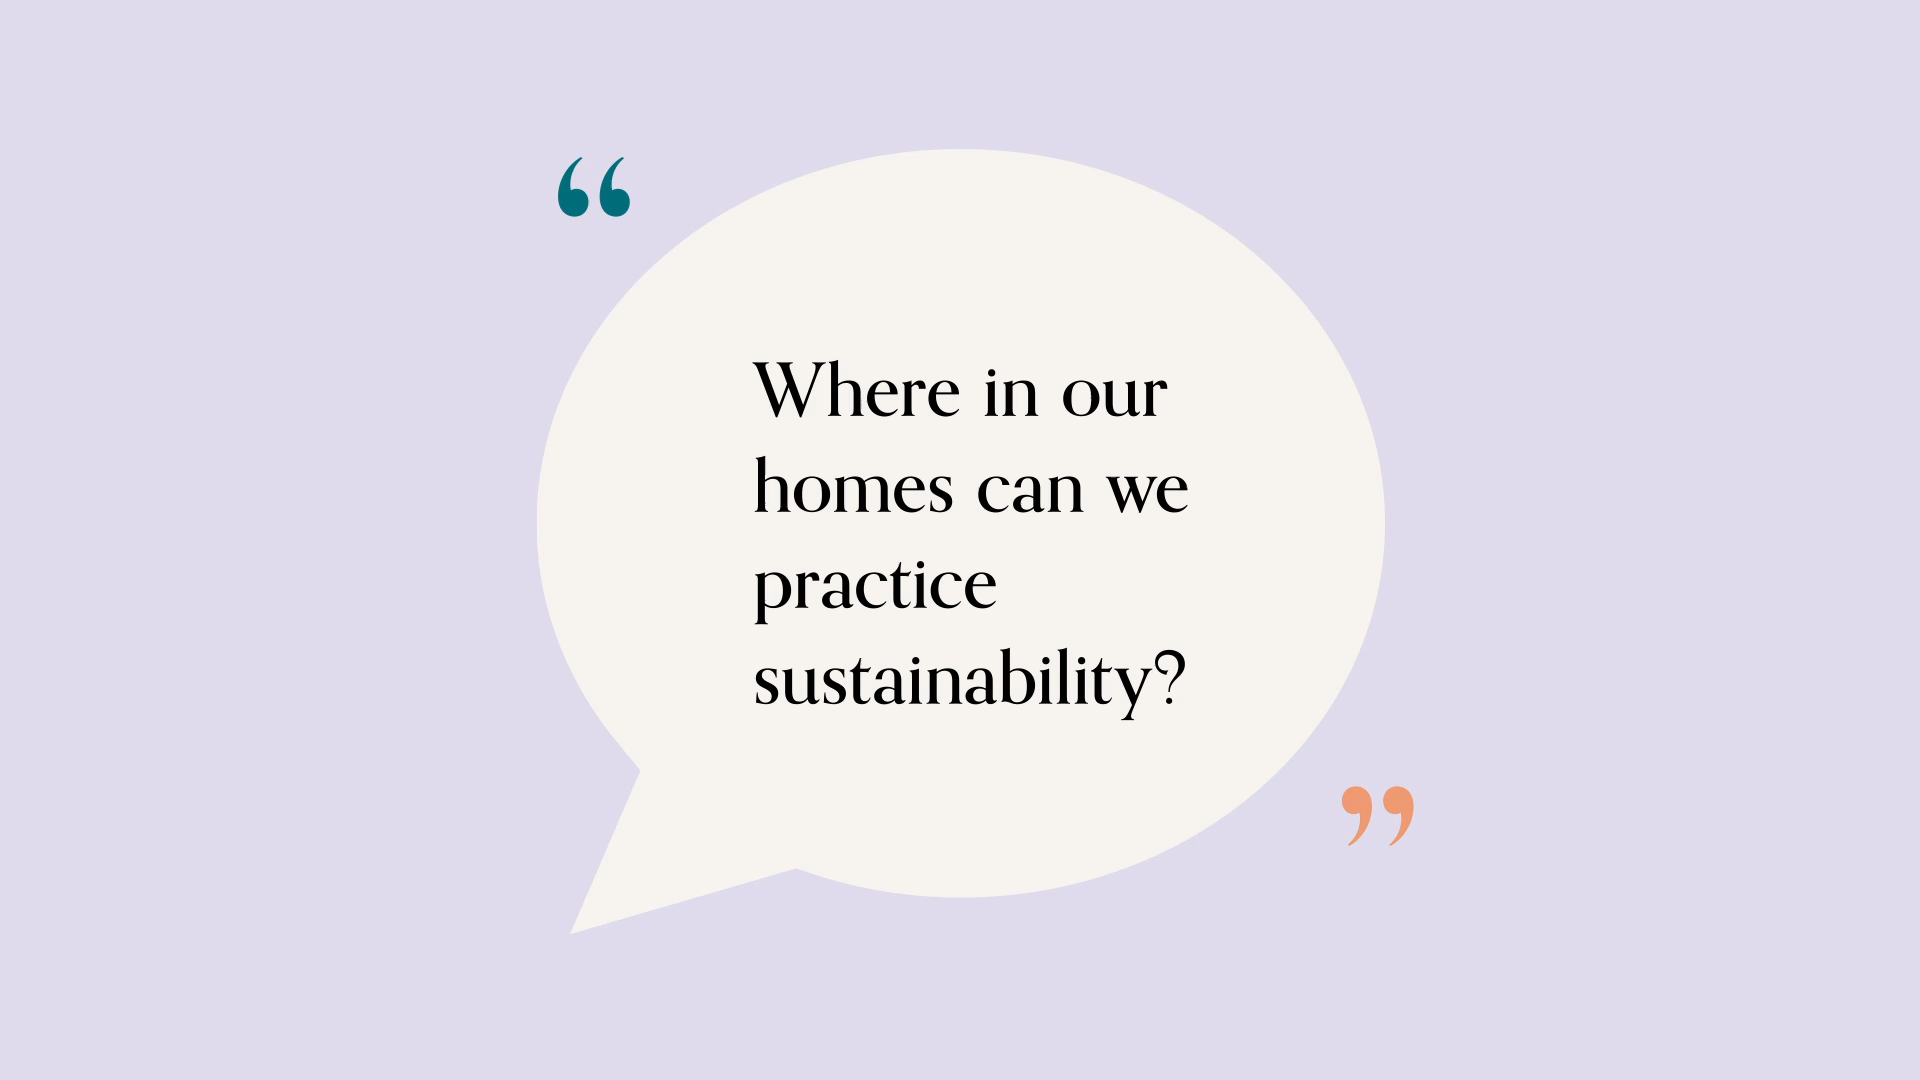 “
Where in our
homes can we
practice
sustainability?
”